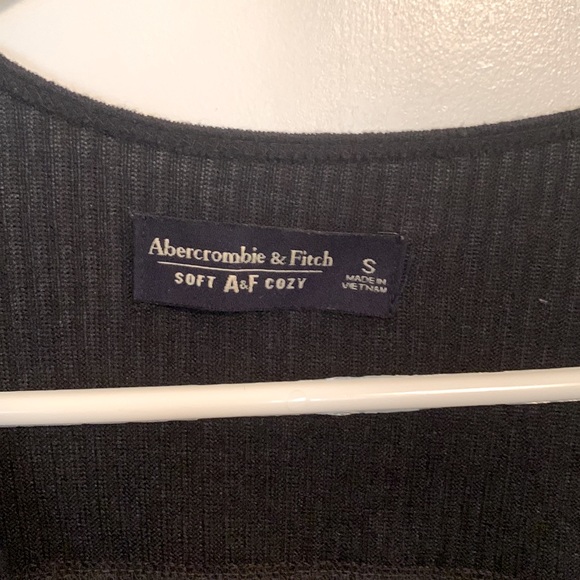 Abercrombie & Fitch
SOFT A&F COZY
S
MADE IN
VIETNAM